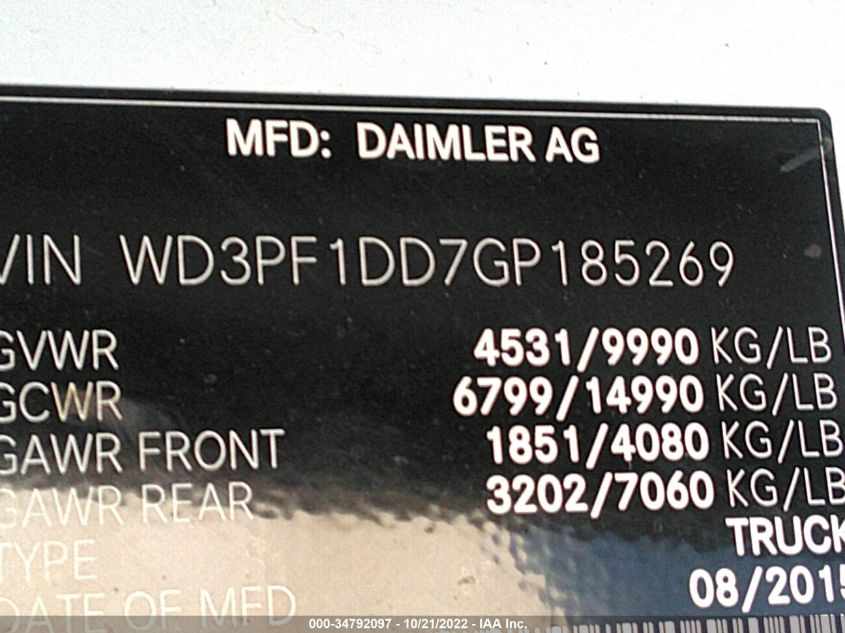 MFD: DAIMLER AG
VIN WD3PF1DD7GP185269
GVWR 4531/9990 KG/LB
GCWR 6799/14990 KG/LB
GAWR FRONT 1851/4080 KG/LB
GAWR REAR 3202/7060 KG/LB
TYPE TRUCK
DATE OF MFD 08/2015
000-34792097 - 10/21/2022 - IAA Inc.